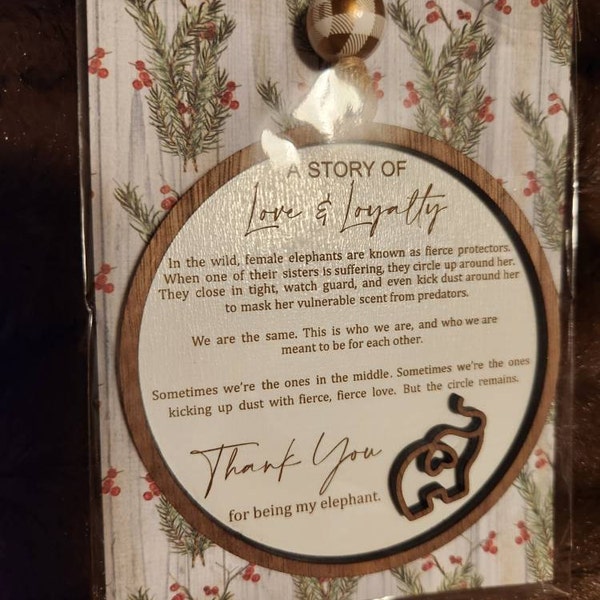 A STORY OF
Love & Loyalty
In the wild, female elephants are known as fierce protectors.
When one of their sisters is suffering, they circle up around her.
They close in tight, watch guard, and even kick dust around her
to mask her vulnerable scent from predators.
We are the same. This is who we are, and who we are
meant to be for each other.
Sometimes we're the ones in the middle. Sometimes we're the ones
kicking up dust with fierce, fierce love. But the circle remains.
Thank You
for being my elephant.